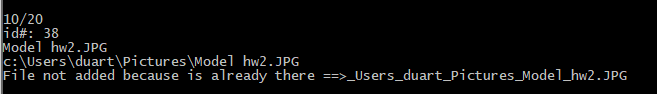 10/20
id#: 38
Model hw2.JPG
c:\Users\duart\Pictures\Model hw2.JPG
File not added because is already there ==>_Users_duart_Pictures_Model_hw2.JPG